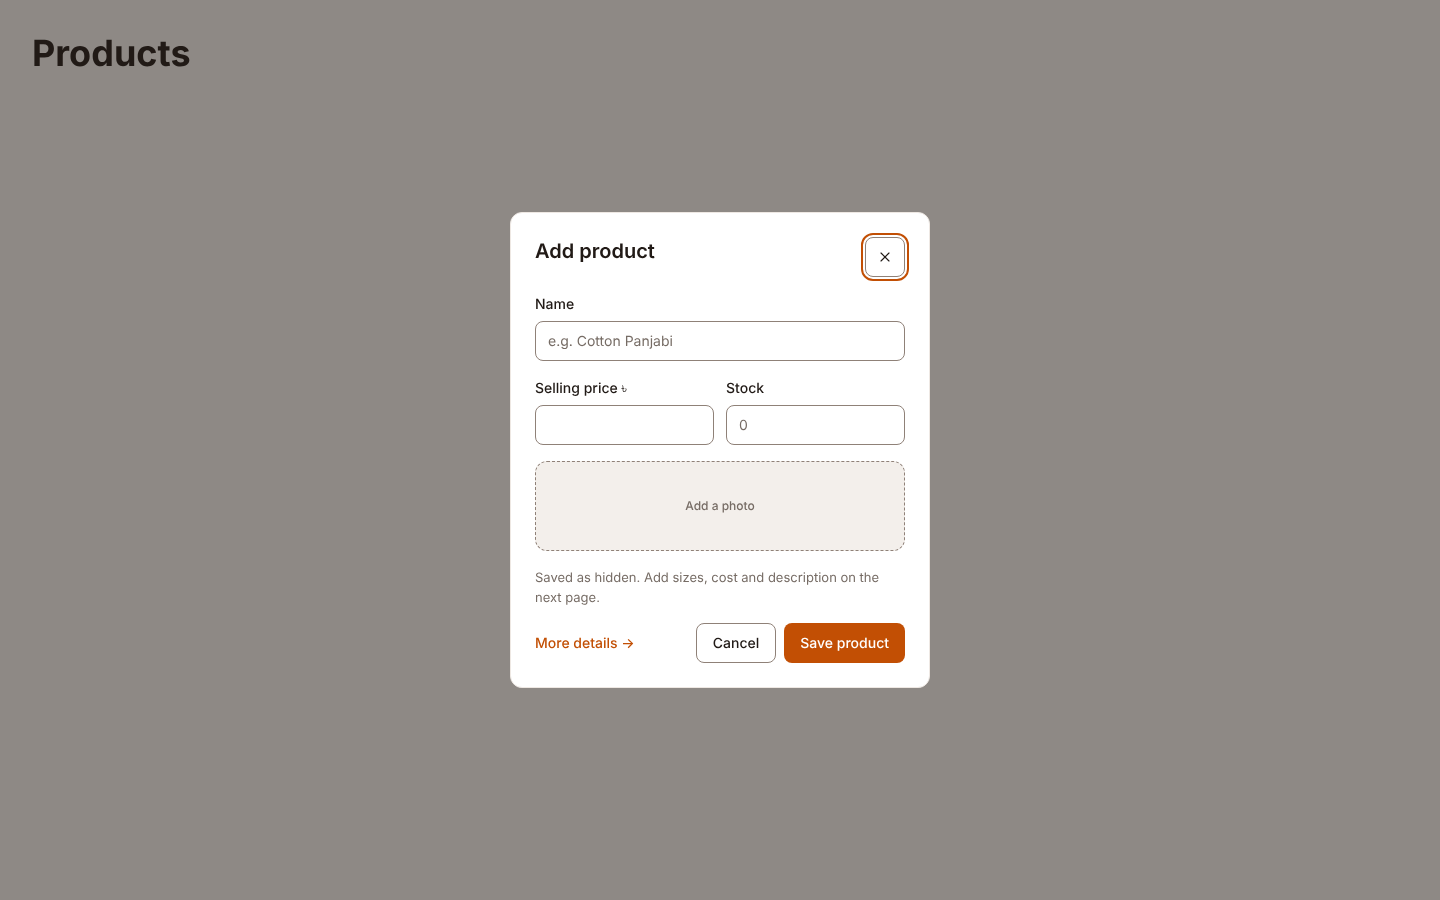 Products
Add product
Name
e.g. Cotton Panjabi
Selling price ৳
Stock
0
Add a photo
Saved as hidden. Add sizes, cost and description on the
next page.
More details →
Cancel
Save product